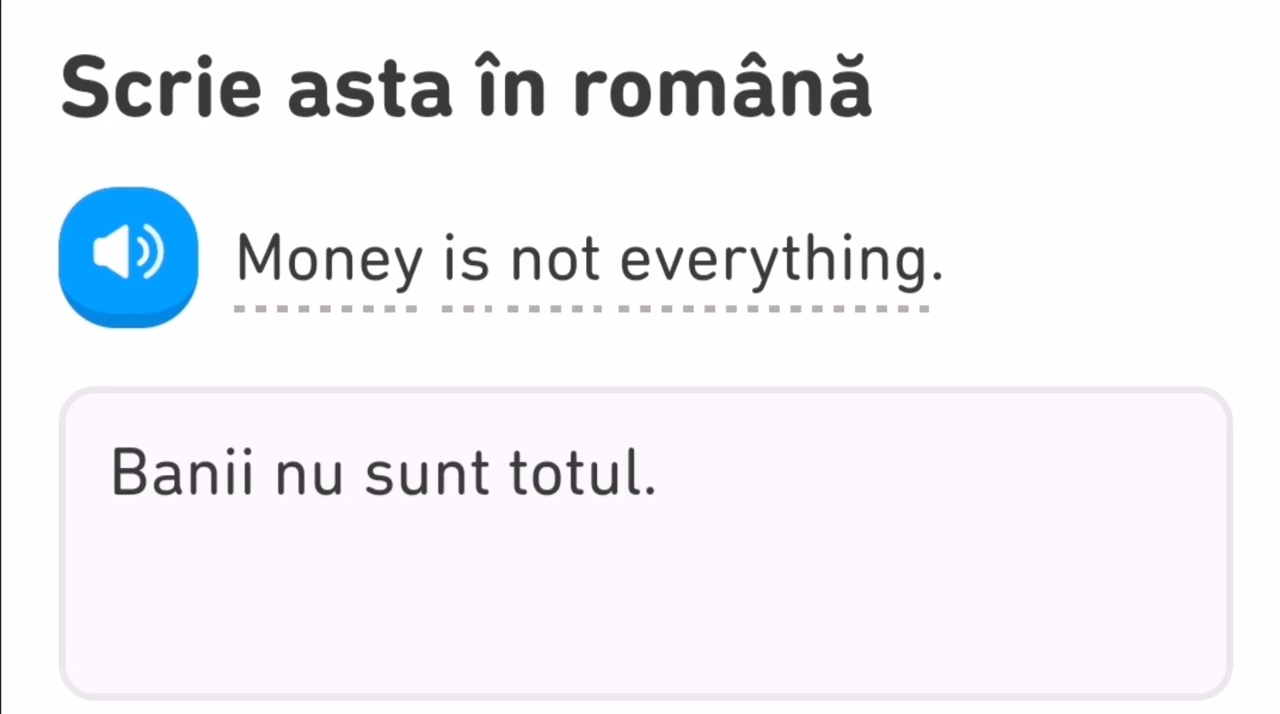 Scrie asta în română
Money is not everything.
Banii nu sunt totul.